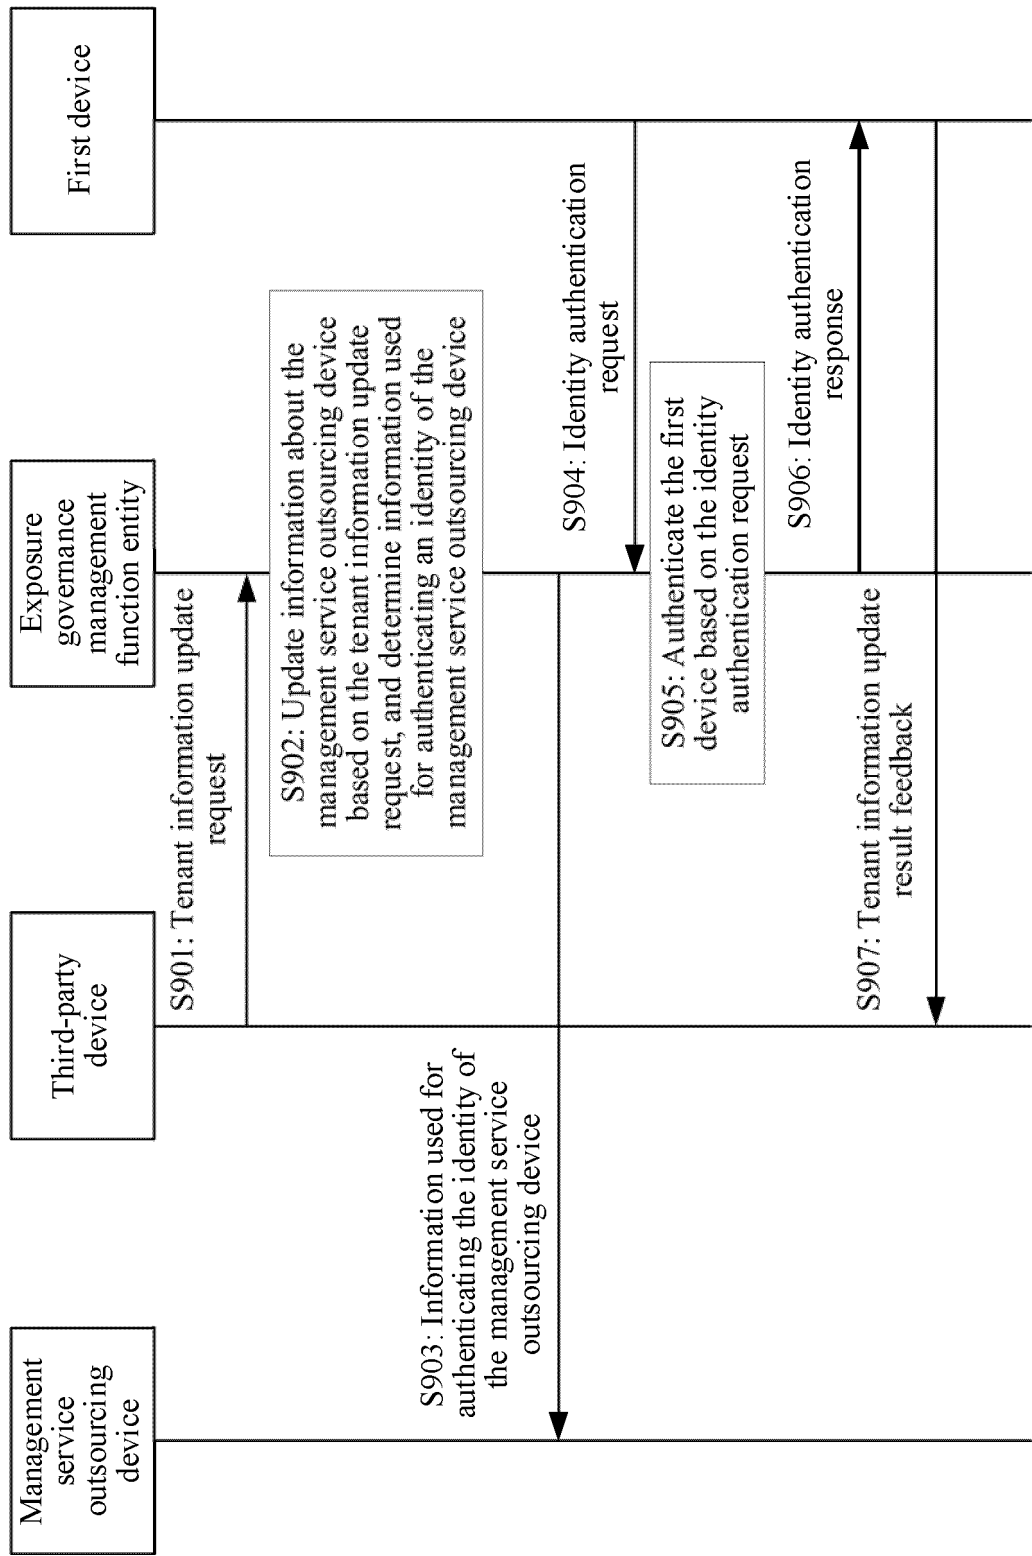 Management
service
outsourcing
device
Third-party
device
Exposure
governance
management
function entity
First device
S901: Tenant information update
request
S902: Update information about the
management service outsourcing device
based on the tenant information update
request, and determine information used
for authenticating an identity of the
management service outsourcing device
S903: Information used for
authenticating the identity of
the management service
outsourcing device
S904: Identity authentication
request
S905: Authenticate the first
device based on the identity
authentication request
S906: Identity authentication
response
S907: Tenant information update
result feedback